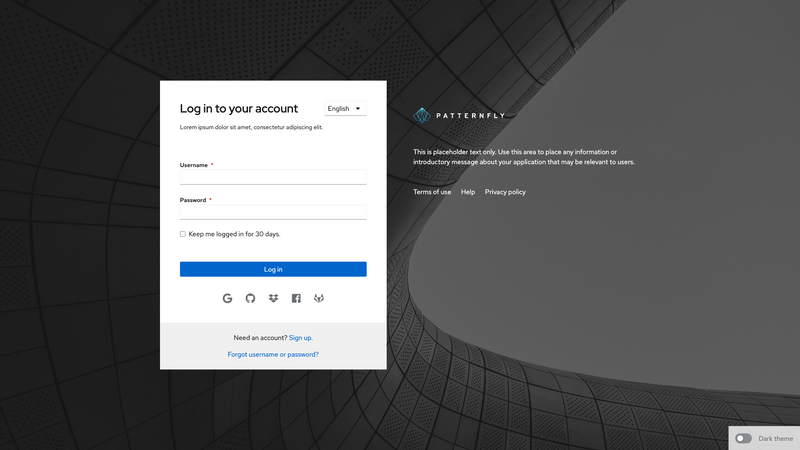 Log in to your account
English
Lorem ipsum dolor sit amet, consectetur adipiscing elit.
Username *
Password *
Keep me logged in for 30 days.
Log in
Need an account? Sign up.
Forgot username or password?
PATTERNFLY
This is placeholder text only. Use this area to place any information or
introductory message about your application that may be relevant to users.
Terms of use Help Privacy policy
Dark theme